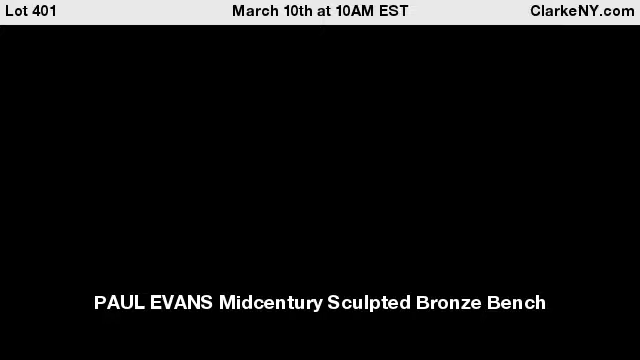 Lot 401 March 10th at 10AM EST ClarkeNY.com
PAUL EVANS Midcentury Sculpted Bronze Bench